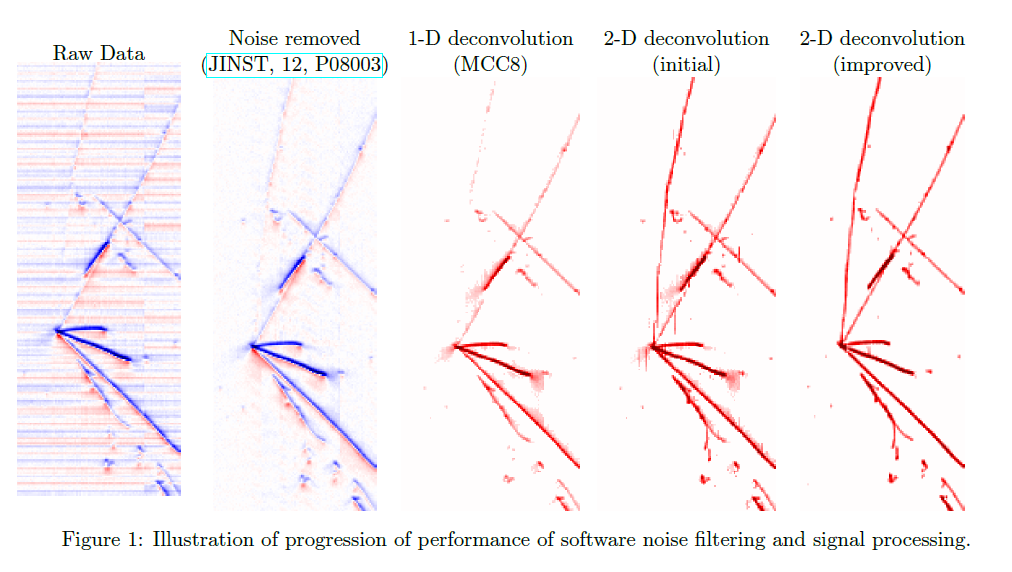 Raw Data
Noise removed
(JINST, 12, P08003)
1-D deconvolution
(MCC8)
2-D deconvolution
(initial)
2-D deconvolution
(improved)
Figure 1: Illustration of progression of performance of software noise filtering and signal processing.